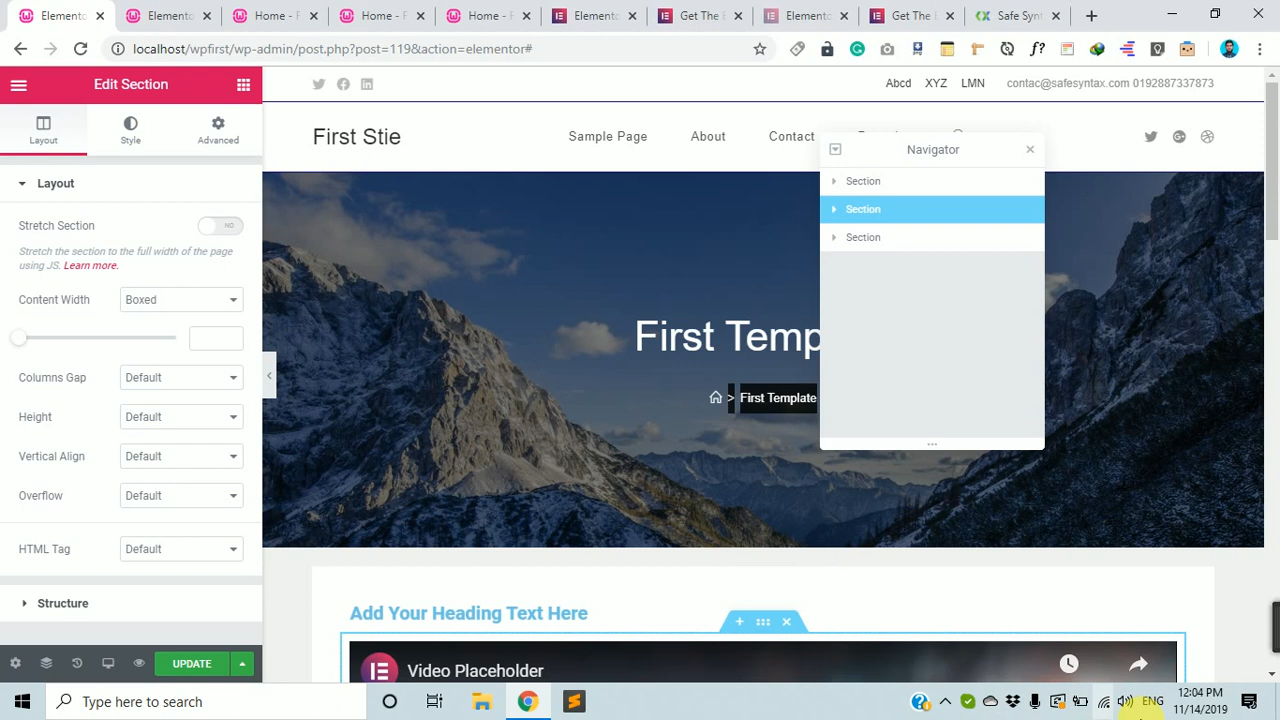 Elemento
Home - F
Home - F
Home - F
Home - F
Elemento
Get The E
Elemento
Get The E
Safe Synt
localhost/wpfirst/wp-admin/post.php?post=119&action=elementor#
Edit Section
Layout
Style
Advanced
Layout
Stretch Section
NO
Stretch the section to the full width of the page
using JS. Learn more.
Content Width
Boxed
Columns Gap
Default
Height
Default
Vertical Align
Default
Overflow
Default
HTML Tag
Default
Structure
UPDATE
Abcd XYZ LMN contac@safesyntax.com 0192887337873
First Stie
Sample Page About Contact
Navigator
Section
Section
Section
First Temp
> First Template
Add Your Heading Text Here
Video Placeholder
Type here to search
ENG
12:04 PM
11/14/2019